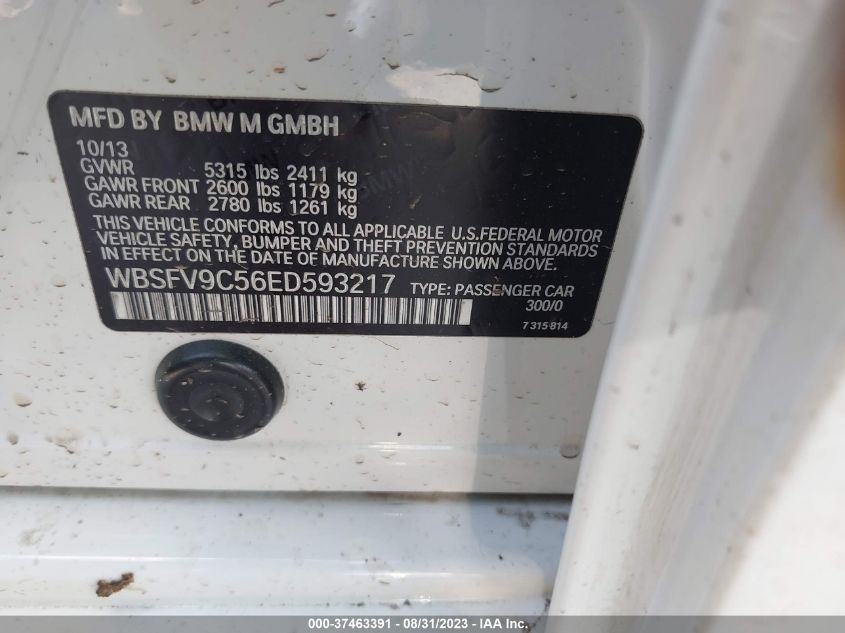 MFD BY BMW M GMBH
10/13
GVWR 5315 lbs 2411 kg
GAWR FRONT 2600 lbs 1179 kg
GAWR REAR 2780 lbs 1261 kg
THIS VEHICLE CONFORMS TO ALL APPLICABLE U.S.FEDERAL MOTOR
VEHICLE SAFETY, BUMPER AND THEFT PREVENTION STANDARDS
IN EFFECT ON THE DATE OF MANUFACTURE SHOWN ABOVE.
WBSFV9C56ED593217 TYPE: PASSENGER CAR
300/0
7 315 814
000-37463391 - 08/31/2023 - IAA Inc.